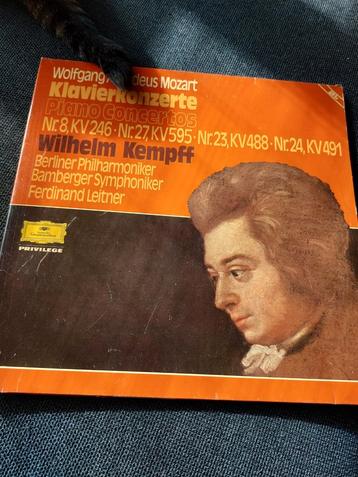 Wolfgang Amadeus Mozart
Klavierkonzerte
Piano Concertos
Nr.8, KV 246 · Nr.27, KV 595 · Nr.23, KV 488 · Nr.24, KV 491
Wilhelm Kempff
Berliner Philharmoniker
Bamberger Symphoniker
Ferdinand Leitner
PRIVILEGE